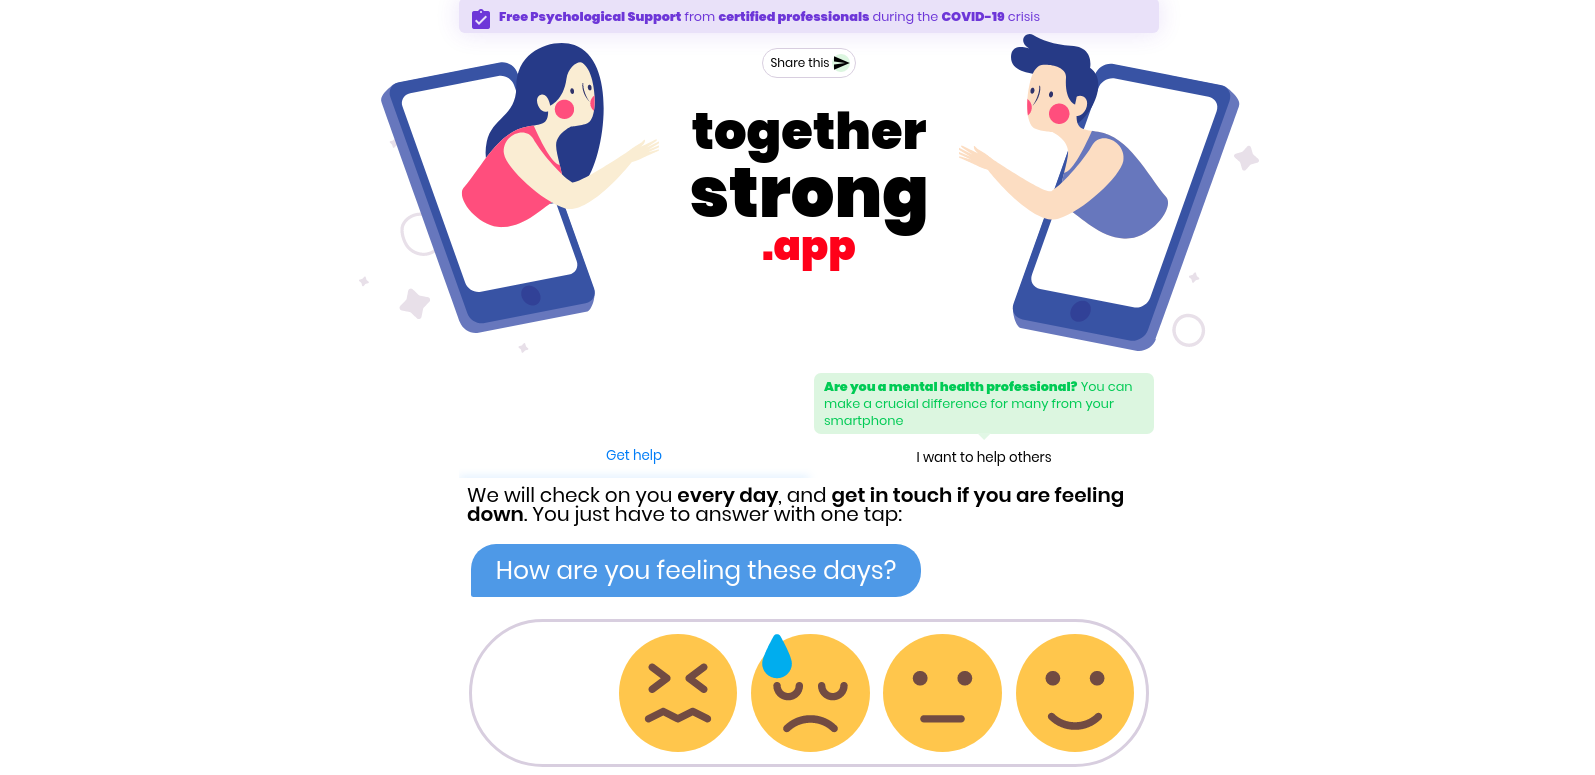 Free Psychological Support from certified professionals during the COVID-19 crisis
Share this
together
strong
.app
Are you a mental health professional? You can
make a crucial difference for many from your
smartphone
Get help
I want to help others
We will check on you every day, and get in touch if you are feeling
down. You just have to answer with one tap:
How are you feeling these days?